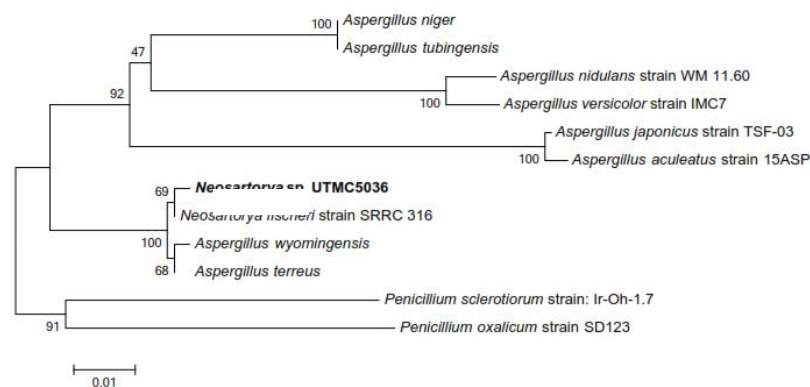 100
Aspergillus niger
Aspergillus tubingensis
47
Aspergillus nidulans strain WM 11.60
100
Aspergillus versicolor strain IMC7
92
Aspergillus japonicus strain TSF-03
100
Aspergillus aculeatus strain 15ASP
69
Neosartorya sp. UTMC5036
Neosartorya fischeri strain SRRC 316
100
Aspergillus wyomingensis
68
Aspergillus terreus
Penicillium sclerotiorum strain: Ir-Oh-1.7
91
Penicillium oxalicum strain SD123
0.01